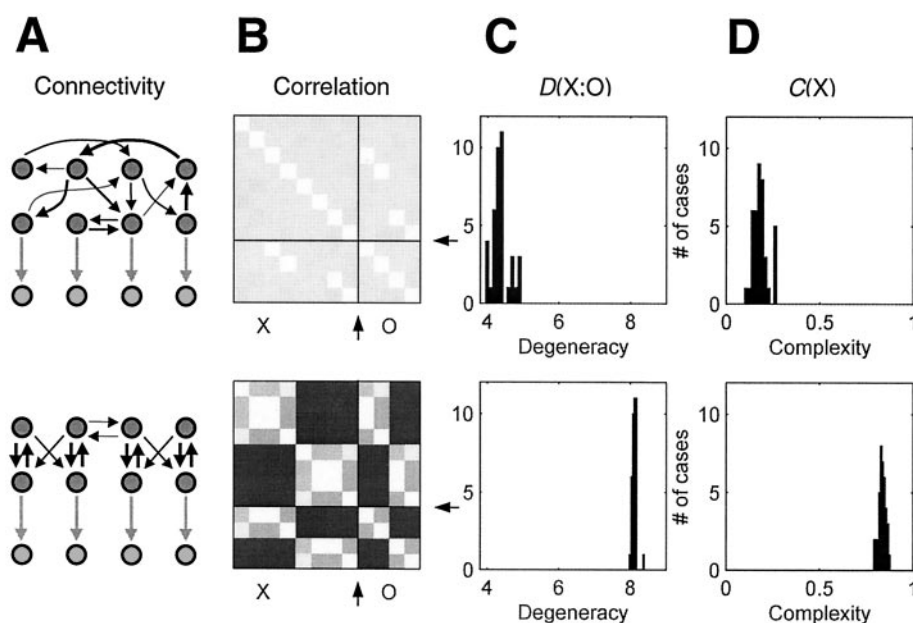 A B C D
Connectivity Correlation D(X:O) C(X)
10
5
0
# of cases
10
5
0
4 6 8
0 0.5 1
X O
Degeneracy Complexity
10
5
0
# of cases
10
5
0
4 6 8
0 0.5 1
X O
Degeneracy Complexity